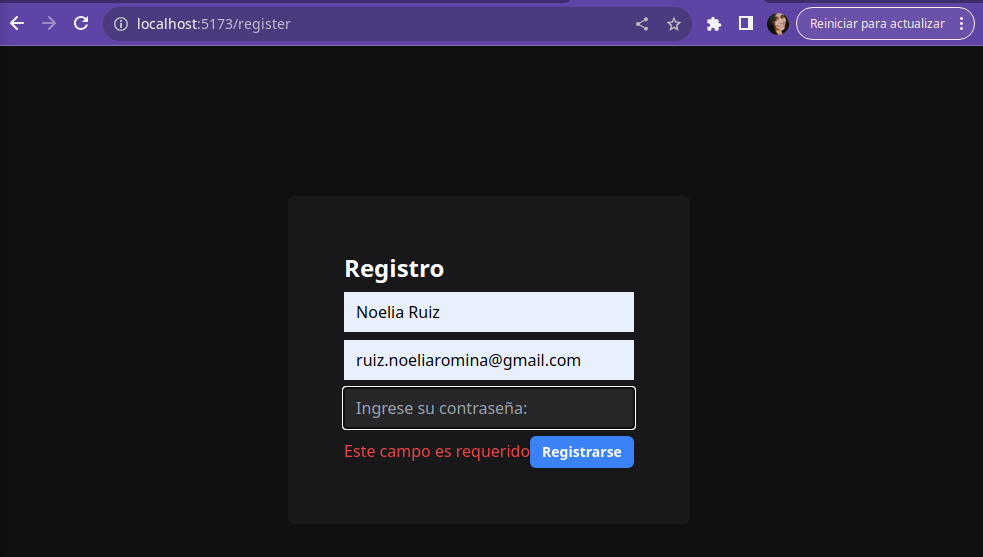 localhost:5173/register
Reiniciar para actualizar
Registro
Noelia Ruiz
ruiz.noeliaromina@gmail.com
Ingrese su contraseña:
Este campo es requerido
Registrarse